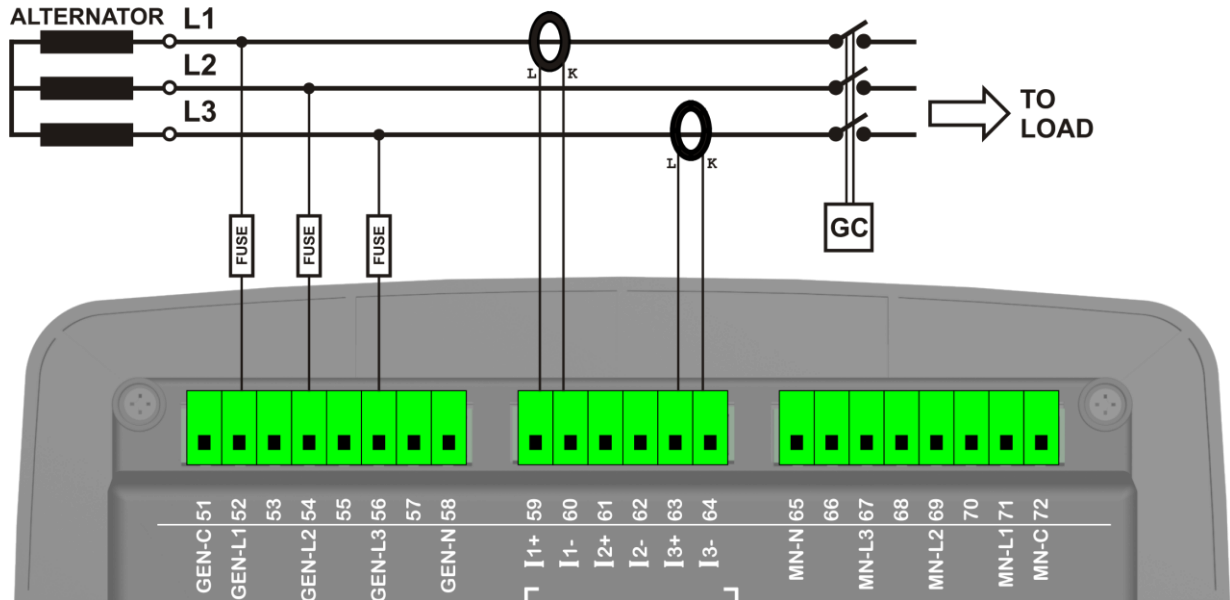 ALTERNATOR
L1
L2
L3
L K
L K
TO
LOAD
FUSE
FUSE
FUSE
GC
GEN-C 51
GEN-L1 52
53
GEN-L2 54
55
GEN-L3 56
57
GEN-N 58
I1+ 59
I1- 60
I2+ 61
I2- 62
I3+ 63
I3- 64
MN-N 65
66
MN-L3 67
68
MN-L2 69
70
MN-L1 71
MN-C 72